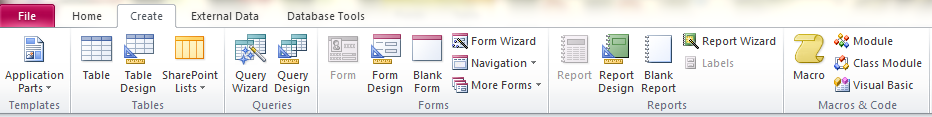 File Home Create External Data Database Tools
Application Parts
Table
Table Design
SharePoint Lists
Templates
Tables
Query Wizard
Query Design
Queries
Form
Form Design
Blank Form
Form Wizard
Navigation
More Forms
Forms
Report
Report Design
Blank Report
Report Wizard
Labels
Reports
Macro
Module
Class Module
Visual Basic
Macros & Code